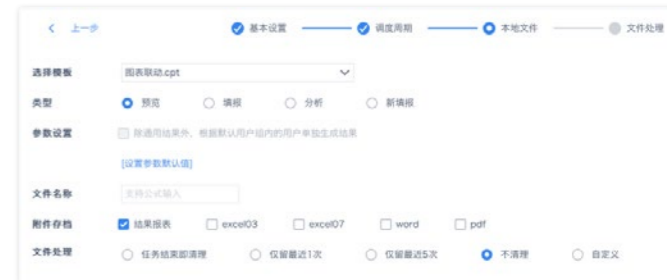 上一步 基本设置 调度周期 本地文件 文件处理
选择模板 图表联动.cpt
类型 预览 填报 分析 新填报
参数设置 除通用结果外，根据默认用户组内的用户单独生成结果
[设置参数默认值]
文件名称 支持公式输入
附件存档 结果报表 excel03 excel07 word pdf
文件处理 任务结束即清理 仅留最近1次 仅留最近5次 不清理 自定义